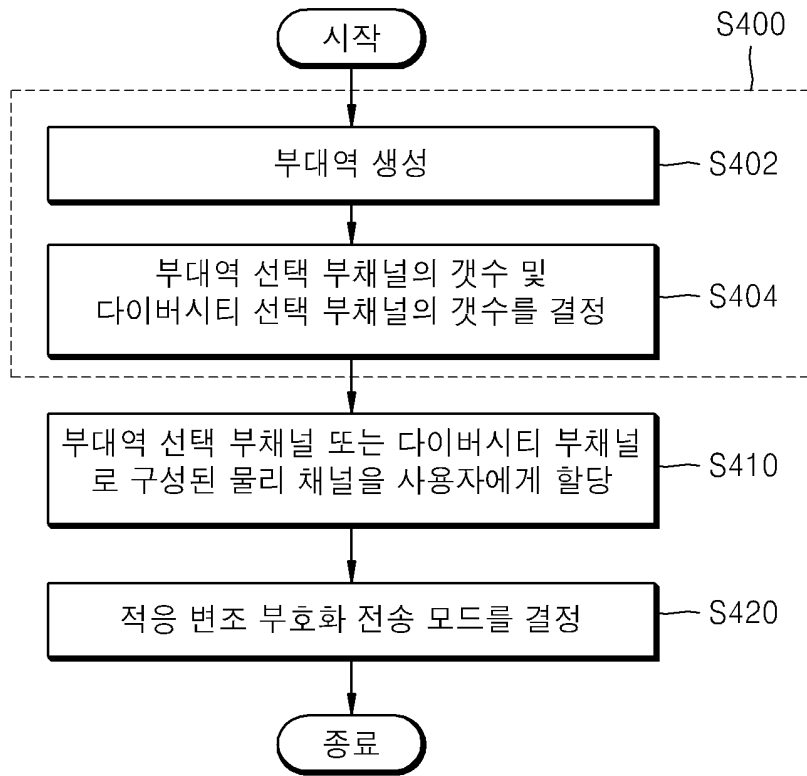 시작
S400
부대역 생성
S402
부대역 선택 부채널의 갯수 및
다이버시티 선택 부채널의 갯수를 결정
S404
부대역 선택 부채널 또는 다이버시티 부채널
로 구성된 물리 채널을 사용자에게 할당
S410
적응 변조 부호화 전송 모드를 결정
S420
종료